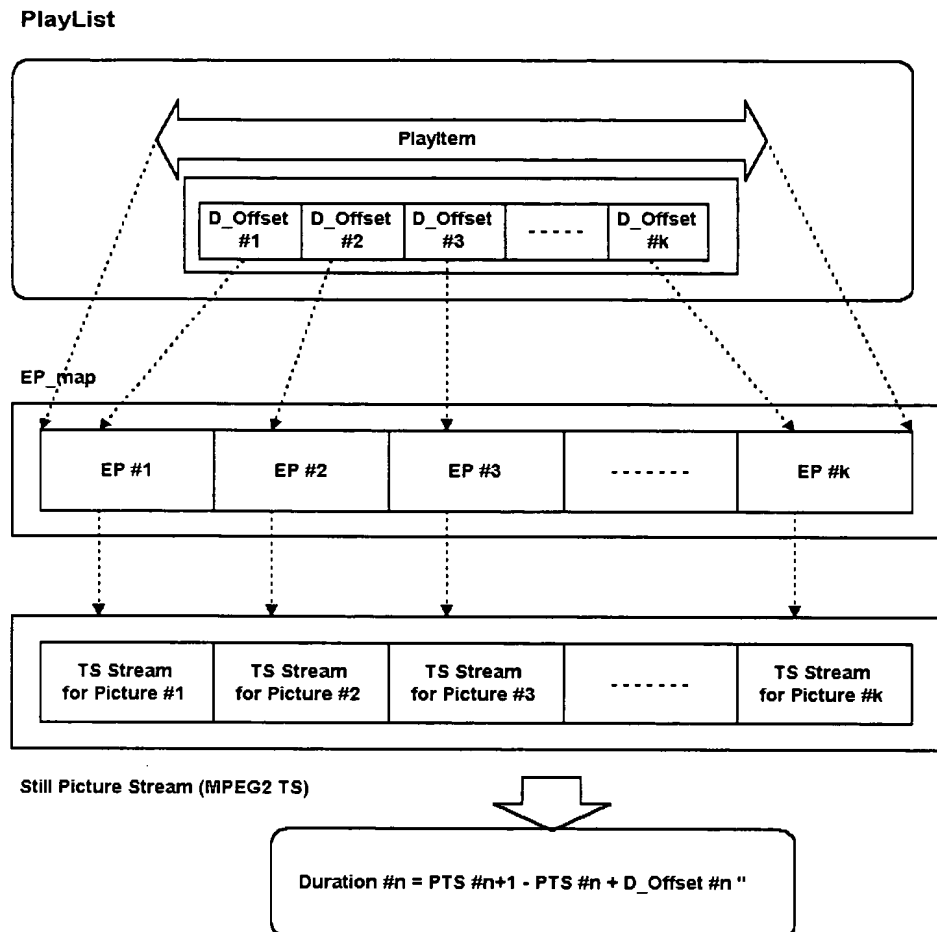 PlayList
PlayItem
D_Offset #1
D_Offset #2
D_Offset #3
-----
D_Offset #k
EP_map
EP #1
EP #2
EP #3
-------
EP #k
TS Stream for Picture #1
TS Stream for Picture #2
TS Stream for Picture #3
-------
TS Stream for Picture #k
Still Picture Stream (MPEG2 TS)
Duration #n = PTS #n+1 - PTS #n + D_Offset #n "